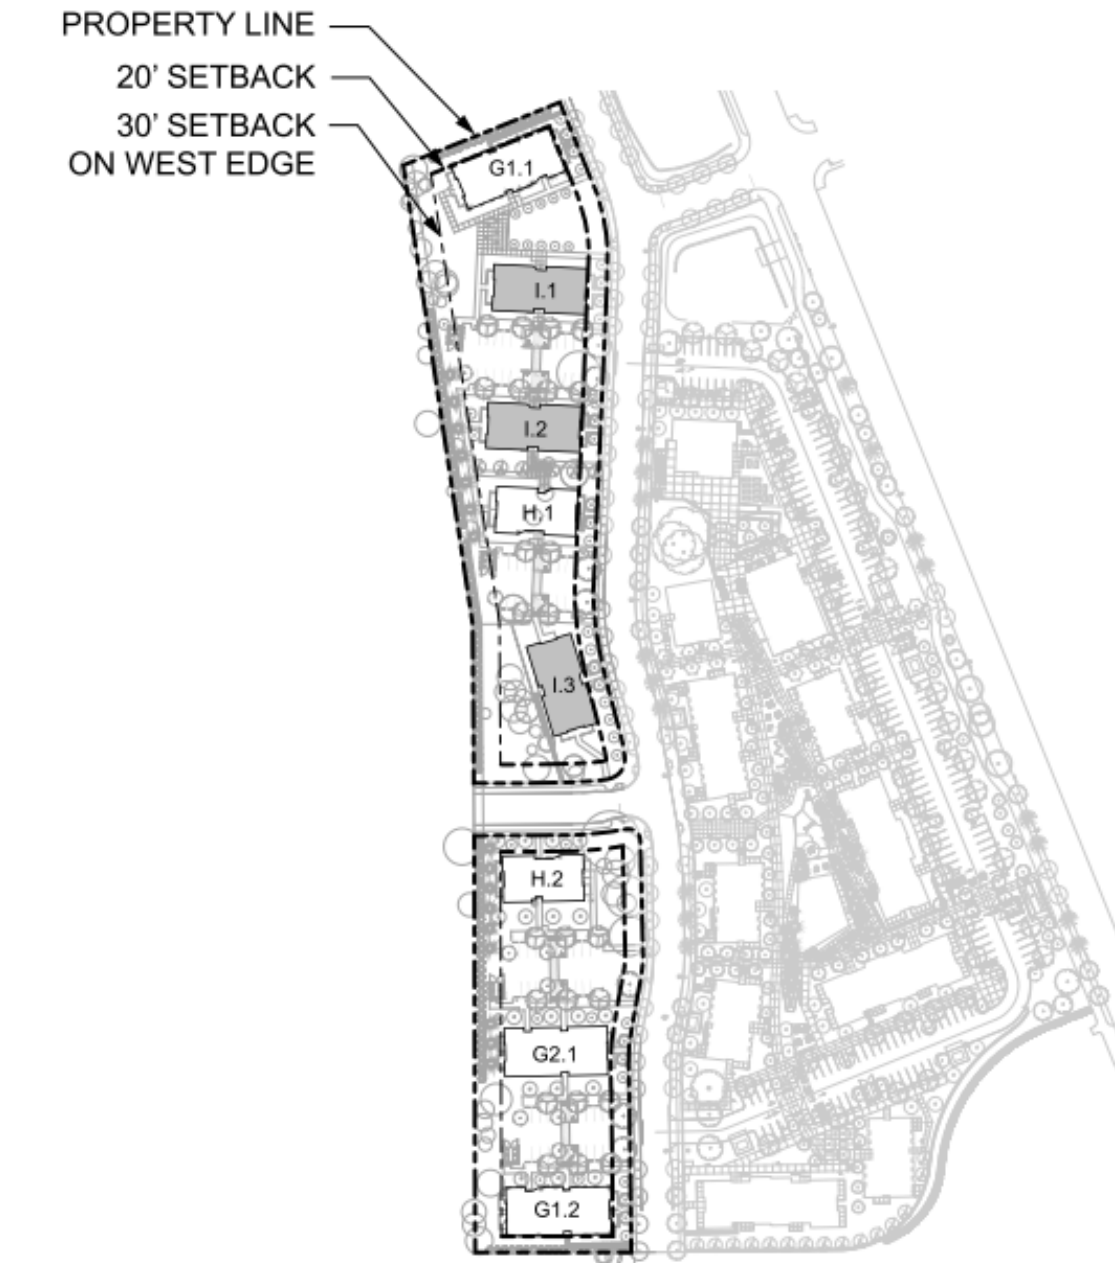 PROPERTY LINE
20' SETBACK
30' SETBACK
ON WEST EDGE
G1.1
I.1
I.2
H.1
I.3
H.2
G2.1
G1.2